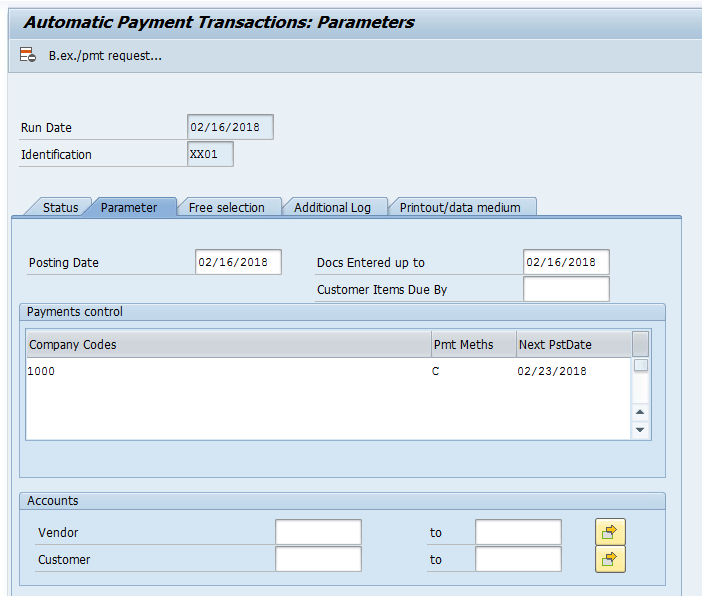 Automatic Payment Transactions: Parameters
B.ex./pmt request...
Run Date 02/16/2018
Identification XX01
Status Parameter Free selection Additional Log Printout/data medium
Posting Date 02/16/2018 Docs Entered up to 02/16/2018
Customer Items Due By
Payments control
Company Codes Pmt Meths Next PstDate
1000 C 02/23/2018
Accounts
Vendor to
Customer to